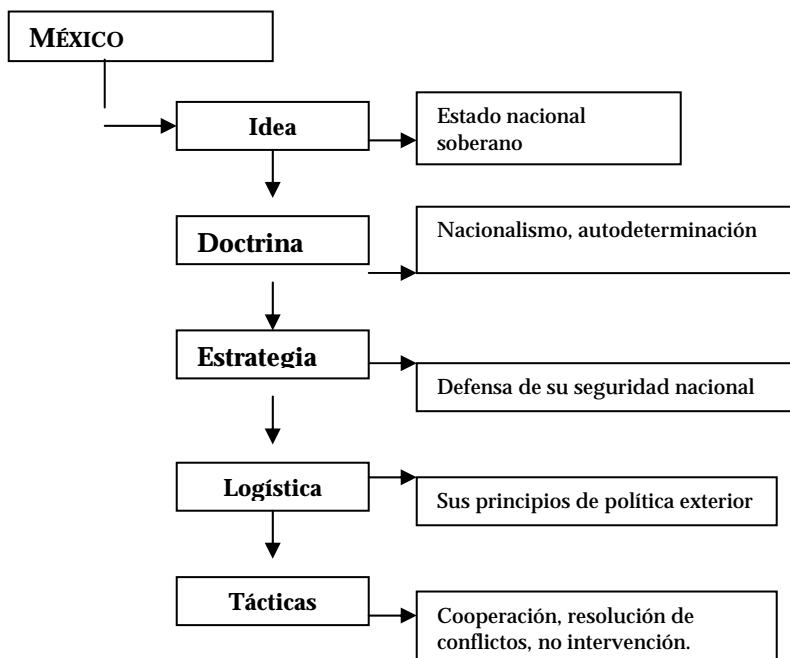 MÉXICO
Idea
Estado nacional
soberano
Doctrina
Nacionalismo, autodeterminación
Estrategia
Defensa de su seguridad nacional
Logística
Sus principios de política exterior
Tácticas
Cooperación, resolución de
conflictos, no intervención.